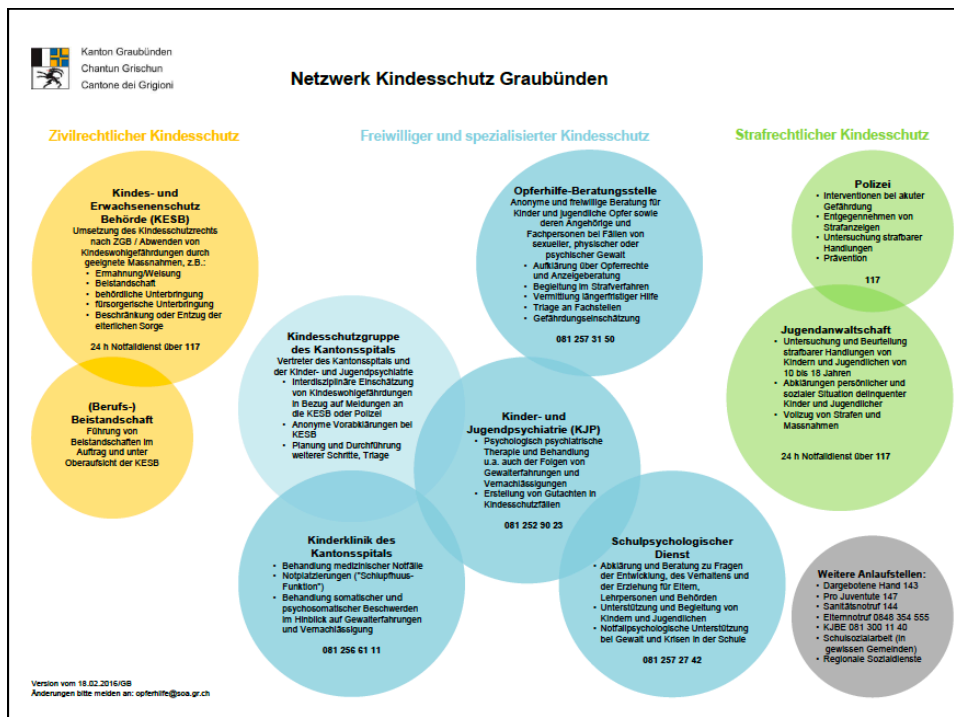 Kanton Graubünden
Chantun Grischun
Cantone dei Grigioni
Netzwerk Kindesschutz Graubünden
Zivilrechtlicher Kindesschutz
Freiwilliger und spezialisierter Kindesschutz
Strafrechtlicher Kindesschutz
Kindes- und
Erwachsenenschutz
Behörde (KESB)
Umsetzung des Kindesschutzrechts
nach ZGB / Abwenden von
Kindeswohlgefährdungen durch
geeignete Massnahmen, z.B.:
• Ermahnung/Weisung
• Beistandschaft
• behördliche Unterbringung
• fürsorgerische Unterbringung
• Beschränkung oder Entzug der
elterlichen Sorge
24 h Notfalldienst über 117
(Berufs-)
Beistandschaft
Führung von
Beistandschaften im
Auftrag und unter
Oberaufsicht der KESB
Kindesschutzgruppe
des Kantonsspitals
Vertreter des Kantonsspitals und
der Kinder- und Jugendpsychiatrie
• Interdisziplinäre Einschätzung
von Kindeswohlgefährdungen
in Bezug auf Meldungen an
die KESB oder Polizei
• Anonyme Vorabklärungen bei
KESB
• Planung und Durchführung
weiterer Schritte, Triage
Kinderklinik des
Kantonsspitals
• Behandlung medizinischer Notfälle
• Notplatzierungen ("Schlupfhuus-
Funktion")
• Behandlung somatischer und
psychosomatischer Beschwerden
im Hinblick auf Gewalterfahrungen
und Vernachlässigung
081 256 61 11
Opferhilfe-Beratungsstelle
Anonyme und freiwillige Beratung für
Kinder und jugendliche Opfer sowie
deren Angehörige und
Fachpersonen bei Fällen von
sexueller, physischer oder
psychischer Gewalt
• Aufklärung über Opferrechte
und Anzeigeberatung
• Begleitung im Strafverfahren
• Vermittlung längerfristiger Hilfe
• Triage an Fachstellen
• Gefährdungseinschätzung
081 257 31 50
Kinder- und
Jugendpsychiatrie (KJP)
• Psychologisch psychiatrische
Therapie und Behandlung
u.a. auch der Folgen von
Gewalterfahrungen und
Vernachlässigungen
• Erstellung von Gutachten in
Kindesschutzfällen
081 252 90 23
Schulpsychologischer
Dienst
• Abklärung und Beratung zu Fragen
der Entwicklung, des Verhaltens und
der Erziehung für Eltern,
Lehrpersonen und Behörden
• Unterstützung und Begleitung von
Kindern und Jugendlichen
• Notfallpsychologische Unterstützung
bei Gewalt und Krisen in der Schule
081 257 27 42
Polizei
• Interventionen bei akuter
Gefährdung
• Entgegennehmen von
Strafanzeigen
• Untersuchung strafbarer
Handlungen
• Prävention
117
Jugendanwaltschaft
• Untersuchung und Beurteilung
strafbarer Handlungen von
Kindern und Jugendlichen von
10 bis 18 Jahren
• Abklärungen persönlicher und
sozialer Situation delinquenter
Kinder und Jugendlicher
• Vollzug von Strafen und
Massnahmen
24 h Notfalldienst über 117
Weitere Anlaufstellen:
• Dargebotene Hand 143
• Pro Juventute 147
• Sanitätsnotruf 144
• Elternnotruf 0848 354 555
• KJBE 081 300 11 40
• Schulsozialarbeit (in
gewissen Gemeinden)
• Regionale Sozialdienste
Version vom 18.02.2016/GB
Änderungen bitte melden an: opferhilfe@soa.gr.ch